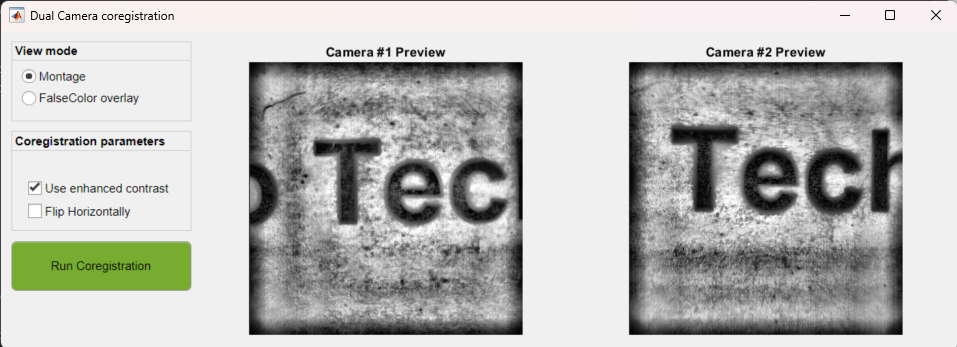 Dual Camera coregistration
View mode
Montage
FalseColor overlay
Coregistration parameters
Use enhanced contrast
Flip Horizontally
Run Coregistration
Camera #1 Preview
Tec
Camera #2 Preview
Tech